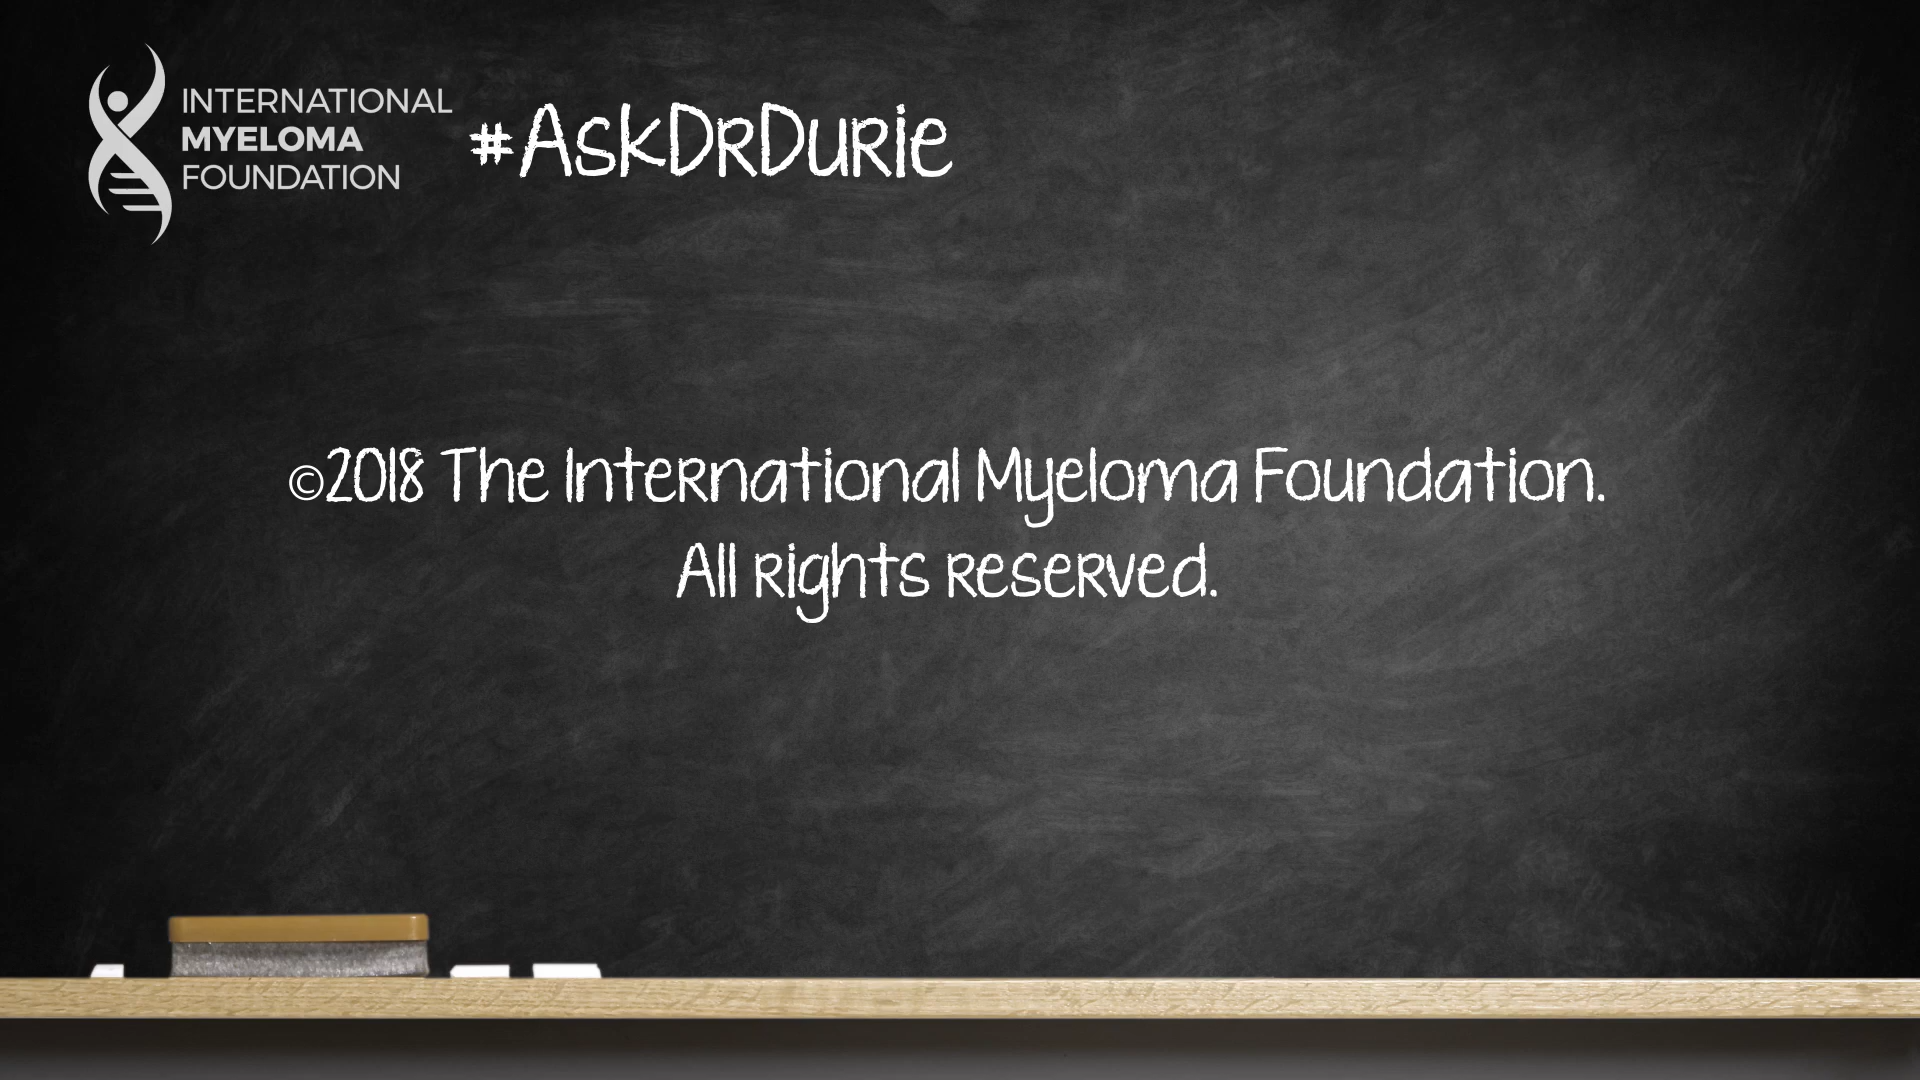 INTERNATIONAL
MYELOMA
FOUNDATION
#AskDrDurie
©2018 The International Myeloma Foundation.
All rights reserved.